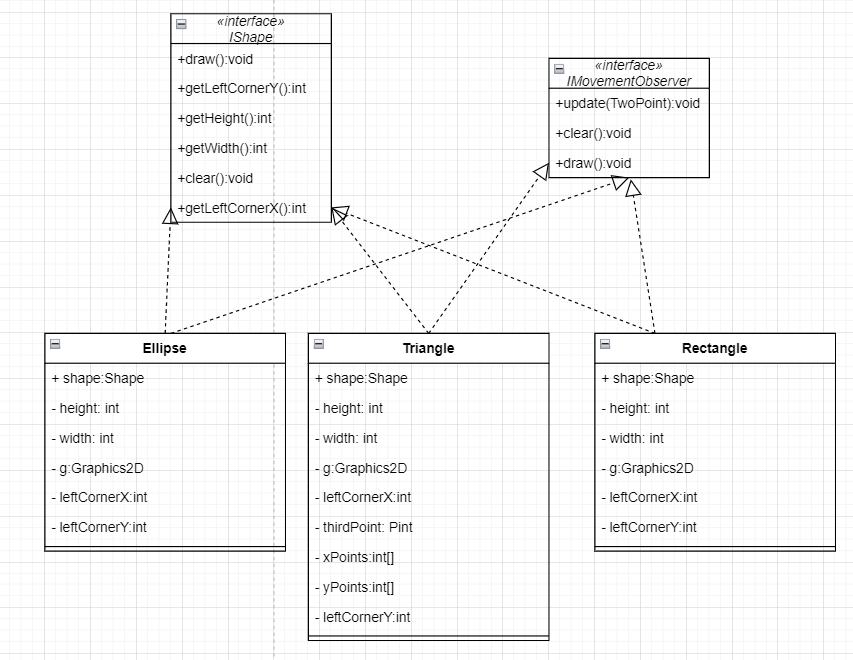 «interface»
IShape
+draw():void
+getLeftCornerY():int
+getHeight():int
+getWidth():int
+clear():void
+getLeftCornerX():int
«interface»
IMovementObserver
+update(TwoPoint):void
+clear():void
+draw():void
Ellipse
+ shape:Shape
- height: int
- width: int
- g:Graphics2D
- leftCornerX:int
- leftCornerY:int
Triangle
+ shape:Shape
- height: int
- width: int
- g:Graphics2D
- leftCornerX:int
- thirdPoint: Pint
- xPoints:int[]
- yPoints:int[]
- leftCornerY:int
Rectangle
+ shape:Shape
- height: int
- width: int
- g:Graphics2D
- leftCornerX:int
- leftCornerY:int